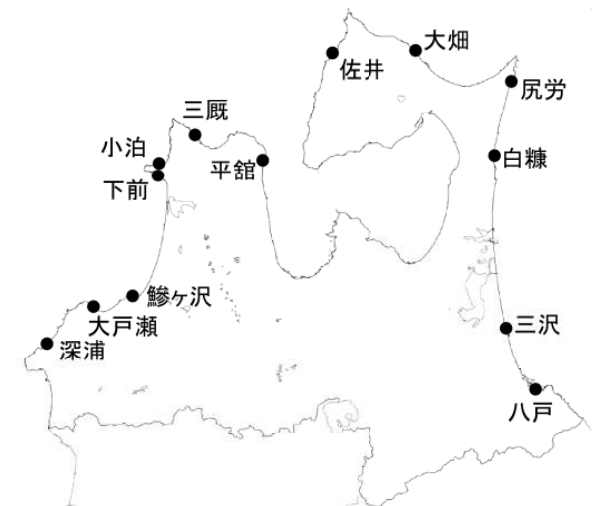 大畑
佐井
尻労
三厩
小泊
平舘
白糠
下前
鰺ヶ沢
大戸瀬
三沢
深浦
八戸